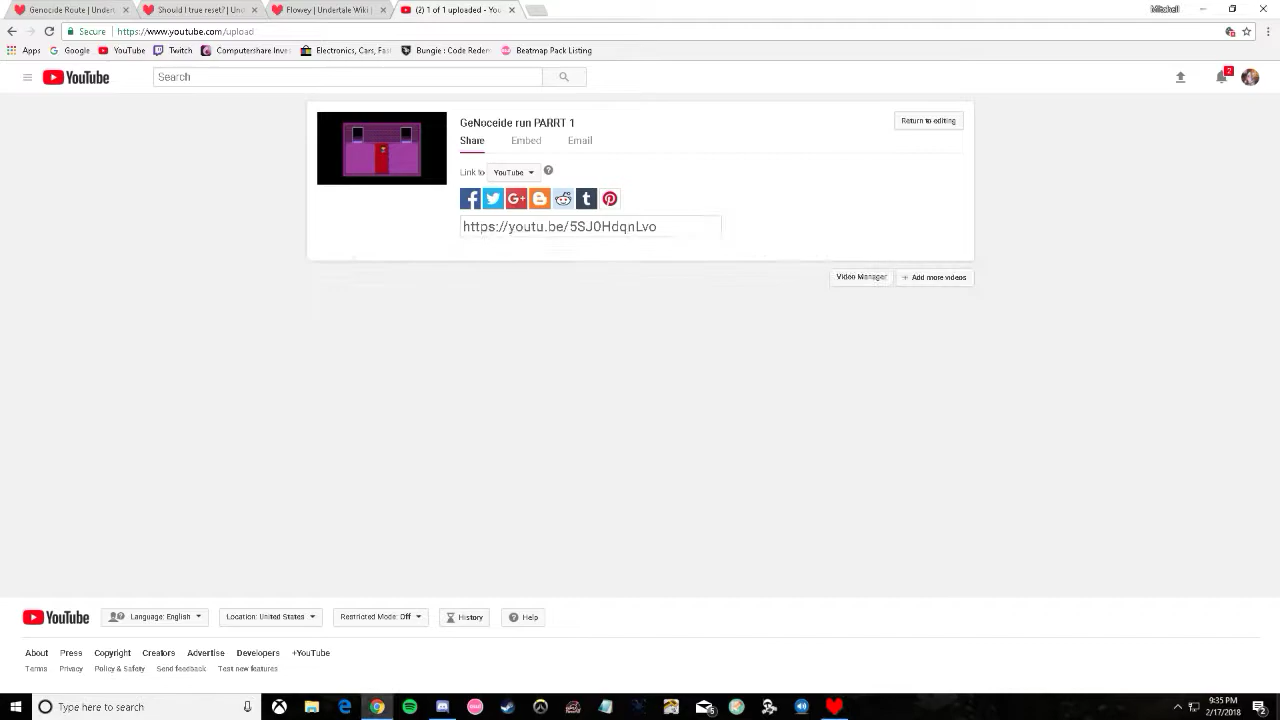 Genocide Route | Undert
Should I true reset? | Und
Flowey | Undertale Wiki |
(2) 1 of 1 uploaded - You
Mitchell
Secure
https://www.youtube.com/upload
Apps
Google
YouTube
Twitch
Computershare Inve
Electronics, Cars, Fas
Bungie : Code Redem
Beatmap Pack Listing
YouTube
Search
2
GeNoceide run PARRT 1
Return to editing
Share
Embed
Email
Link to
YouTube
https://youtu.be/5SJ0HdqnLvo
Video Manager
+ Add more videos
YouTube
Language: English
Location: United States
Restricted Mode: Off
History
Help
About
Press
Copyright
Creators
Advertise
Developers
+YouTube
Terms
Privacy
Policy & Safety
Send feedback
Test new features
Type here to search
9:35 PM
2/17/2018